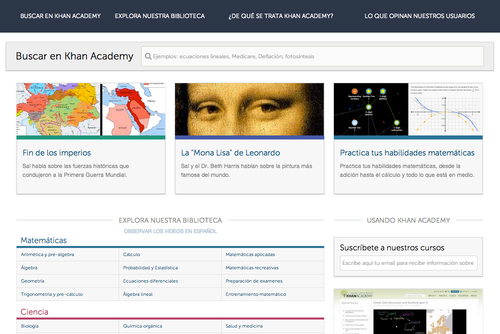 BUSCAR EN KHAN ACADEMY EXPLORA NUESTRA BIBLIOTECA ¿DE QUÉ SE TRATA KHAN ACADEMY? LO QUE OPINAN NUESTROS USUARIOS
Buscar en Khan Academy Ejemplos: ecuaciones lineales, Medicare, Deflación, fotosíntesis
Fin de los imperios
Sal habla sobre las fuerzas históricas que
condujeron a la Primera Guerra Mundial.
La "Mona Lisa" de Leonardo
Sal y el Dr. Beth Harris hablan sobre la pintura más
famosa del mundo.
Practica tus habilidades matemáticas
Practica tus habilidades matemáticas, desde la
adición hasta el cálculo y todo lo que está en medio.
EXPLORA NUESTRA BIBLIOTECA
OBSERVAR LOS VIDEOS EN ESPAÑOL
Matemáticas
Aritmética y pre-algebra Cálculo Matemáticas aplicadas
Álgebra Probabilidad y Estadística Matemáticas recreativas
Geometría Ecuaciones diferenciales Preparación de examenes
Trigonometría y pre-cálculo Álgebra lineal Entrenamiento matemático
Ciencia
Biología Química orgánica Salud y medicina
USANDO KHAN ACADEMY
Suscríbete a nuestros cursos
Escribe aquí tu email para recibir información sobre
KHANACADEMY